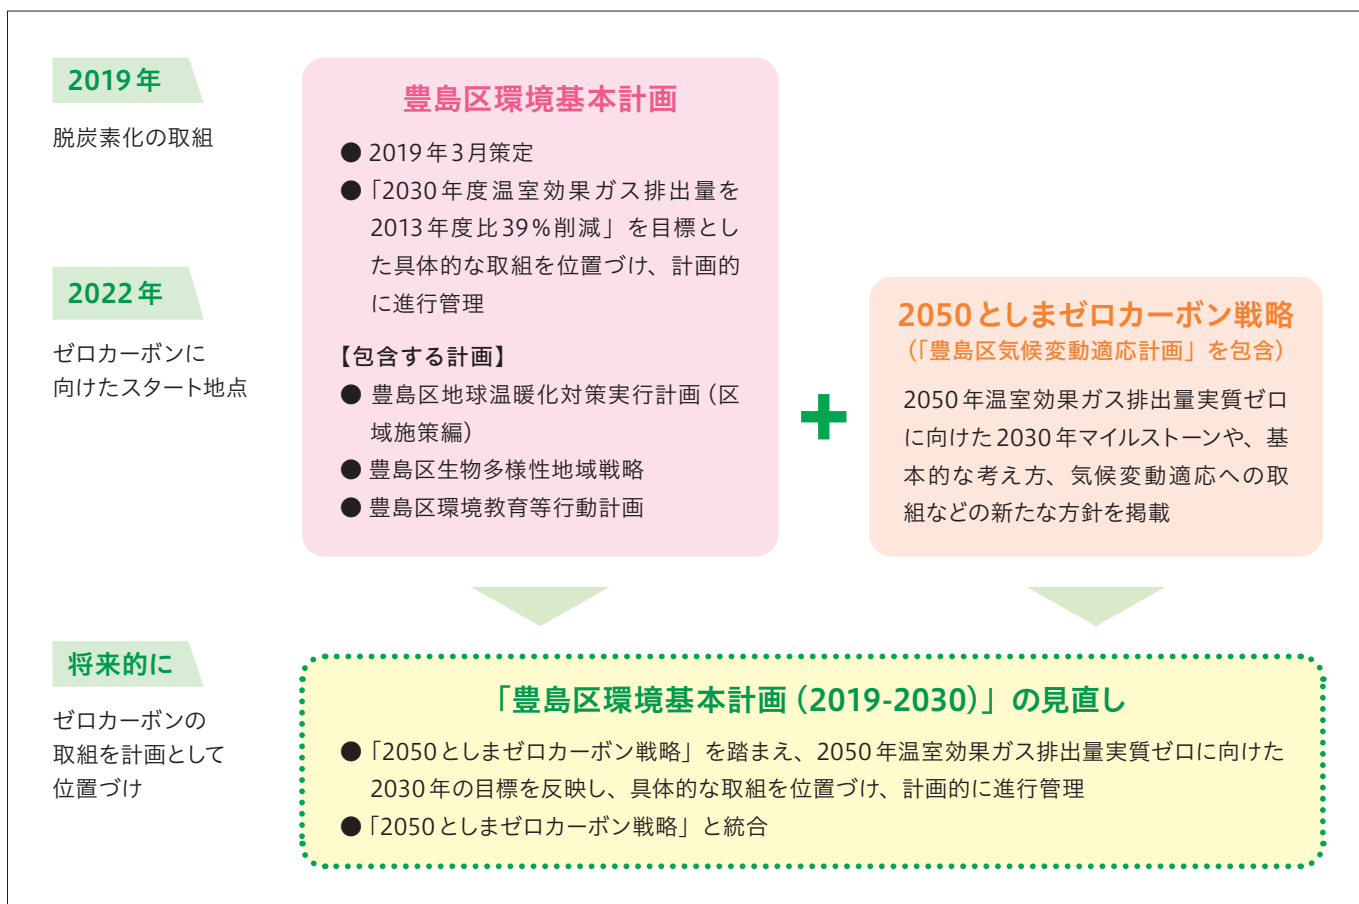 2019年
脱炭素化の取組
豊島区環境基本計画
● 2019年3月策定
● 「2030年度温室効果ガス排出量を
2013年度比39%削減」を目標とし
た具体的な取組を位置づけ、計画的
に進行管理
【包含する計画】
● 豊島区地球温暖化対策実行計画（区
域施策編）
● 豊島区生物多様性地域戦略
● 豊島区環境教育等行動計画
2022年
ゼロカーボンに
向けたスタート地点
2050としまゼロカーボン戦略
（「豊島区気候変動適応計画」を包含）
2050年温室効果ガス排出量実質ゼロ
に向けた2030年マイルストーンや、基
本的な考え方、気候変動適応への取
組などの新たな方針を掲載
将来的に
ゼロカーボンの
取組を計画として
位置づけ
「豊島区環境基本計画（2019-2030）」の見直し
● 「2050としまゼロカーボン戦略」を踏まえ、2050年温室効果ガス排出量実質ゼロに向けた
2030年の目標を反映し、具体的な取組を位置づけ、計画的に進行管理
● 「2050としまゼロカーボン戦略」と統合